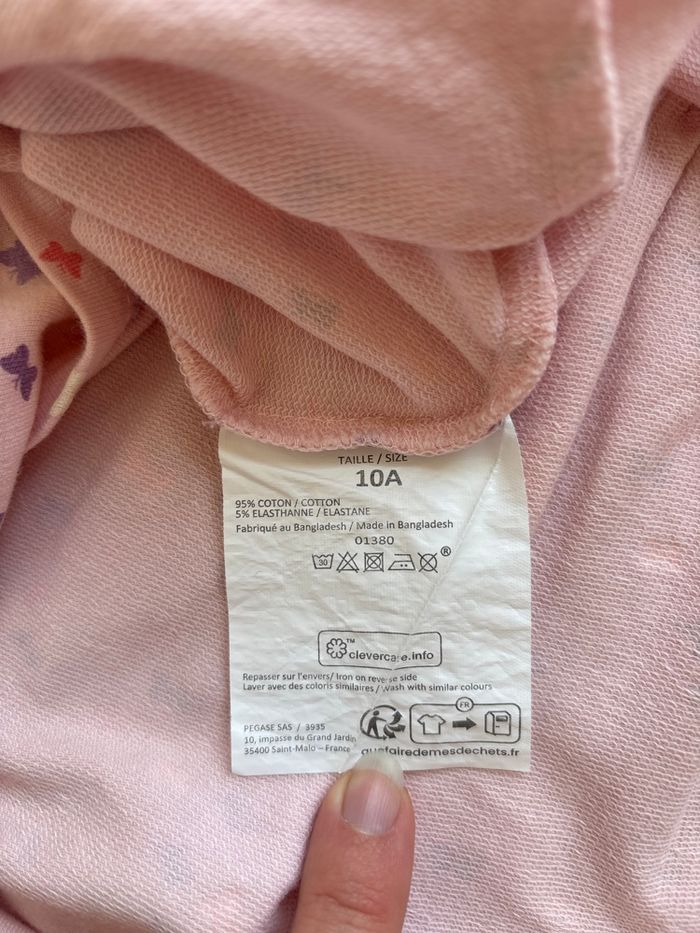 TAILLE / SIZE
10A
95% COTON / COTTON
5% ELASTHANNE / ELASTANE
Fabriqué au Bangladesh / Made in Bangladesh
01380
30
®
TM
clevercare.info
Repasser sur l'envers/ Iron on reverse side
Laver avec des coloris similaires / Wash with similar colours
FR
PEGASE SAS / 3935
10, impasse du Grand Jardin
35400 Saint-Malo – France
quefairedemesdechets.fr